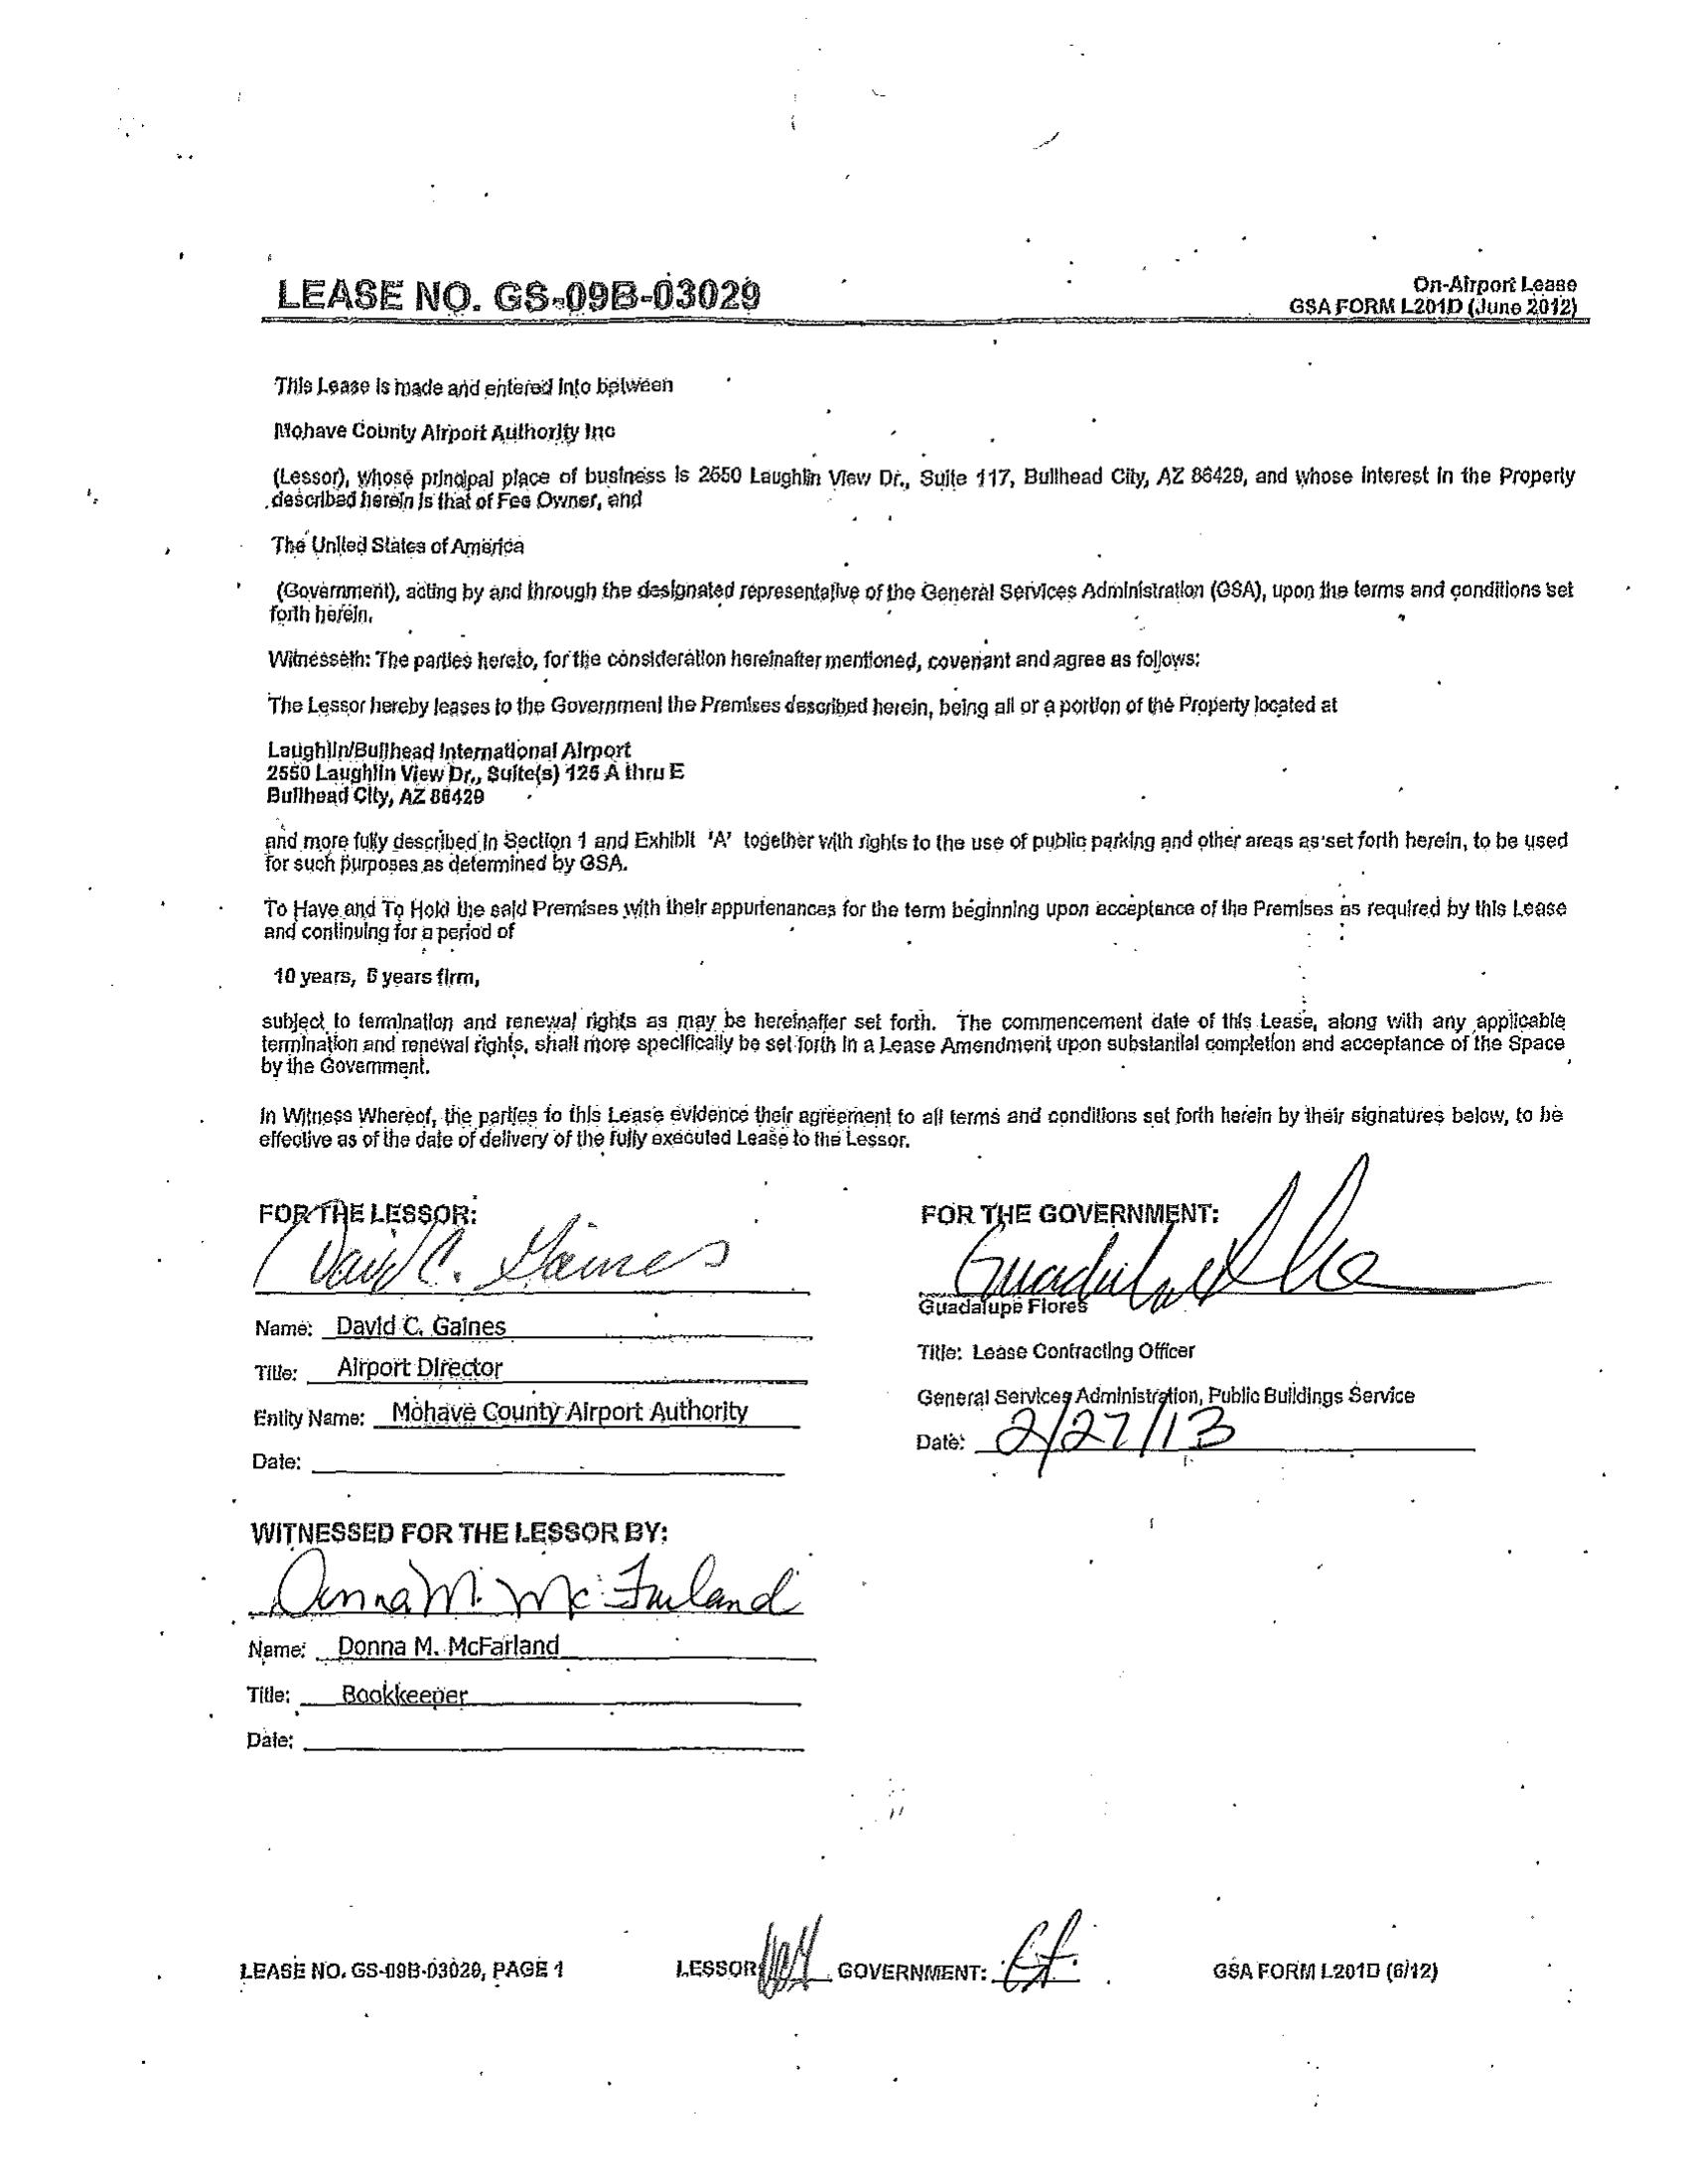 LEASE NO. GS-09B-03029
On-Airport Lease
GSA FORM L201D (June 2012)
This Lease is made and entered into between
Mohave County Airport Authority Inc
(Lessor), whose principal place of business is 2550 Laughlin View Dr., Suite 117, Bullhead City, AZ 86429, and whose interest in the Property
described herein is that of Fee Owner, and
The United States of America
(Government), acting by and through the designated representative of the General Services Administration (GSA), upon the terms and conditions set
forth herein.
Witnesseth: The parties hereto, for the consideration hereinafter mentioned, covenant and agree as follows:
The Lessor hereby leases to the Government the Premises described herein, being all or a portion of the Property located at
Laughlin/Bullhead International Airport
2550 Laughlin View Dr., Suite(s) 125 A thru E
Bullhead City, AZ 86429
and more fully described in Section 1 and Exhibit 'A' together with rights to the use of public parking and other areas as set forth herein, to be used
for such purposes as determined by GSA.
To Have and To Hold the said Premises with their appurtenances for the term beginning upon acceptance of the Premises as required by this Lease
and continuing for a period of
10 years, 5 years firm,
subject to termination and renewal rights as may be hereinafter set forth. The commencement date of this Lease, along with any applicable
termination and renewal rights, shall more specifically be set forth in a Lease Amendment upon substantial completion and acceptance of the Space
by the Government.
In Witness Whereof, the parties to this Lease evidence their agreement to all terms and conditions set forth herein by their signatures below, to be
effective as of the date of delivery of the fully executed Lease to the Lessor.
FOR THE LESSOR:
David C. Gaines
Name: David C. Gaines
Title: Airport Director
Entity Name: Mohave County Airport Authority
Date:
FOR THE GOVERNMENT:
Guadalupe Flores
Title: Lease Contracting Officer
General Services Administration, Public Buildings Service
Date: 2/27/13
WITNESSED FOR THE LESSOR BY:
Donna M. McFarland
Name: Donna M. McFarland
Title: Bookkeeper
Date:
LEASE NO. GS-09B-03029, PAGE 1
LESSOR GOVERNMENT:
GSA FORM L201D (6/12)